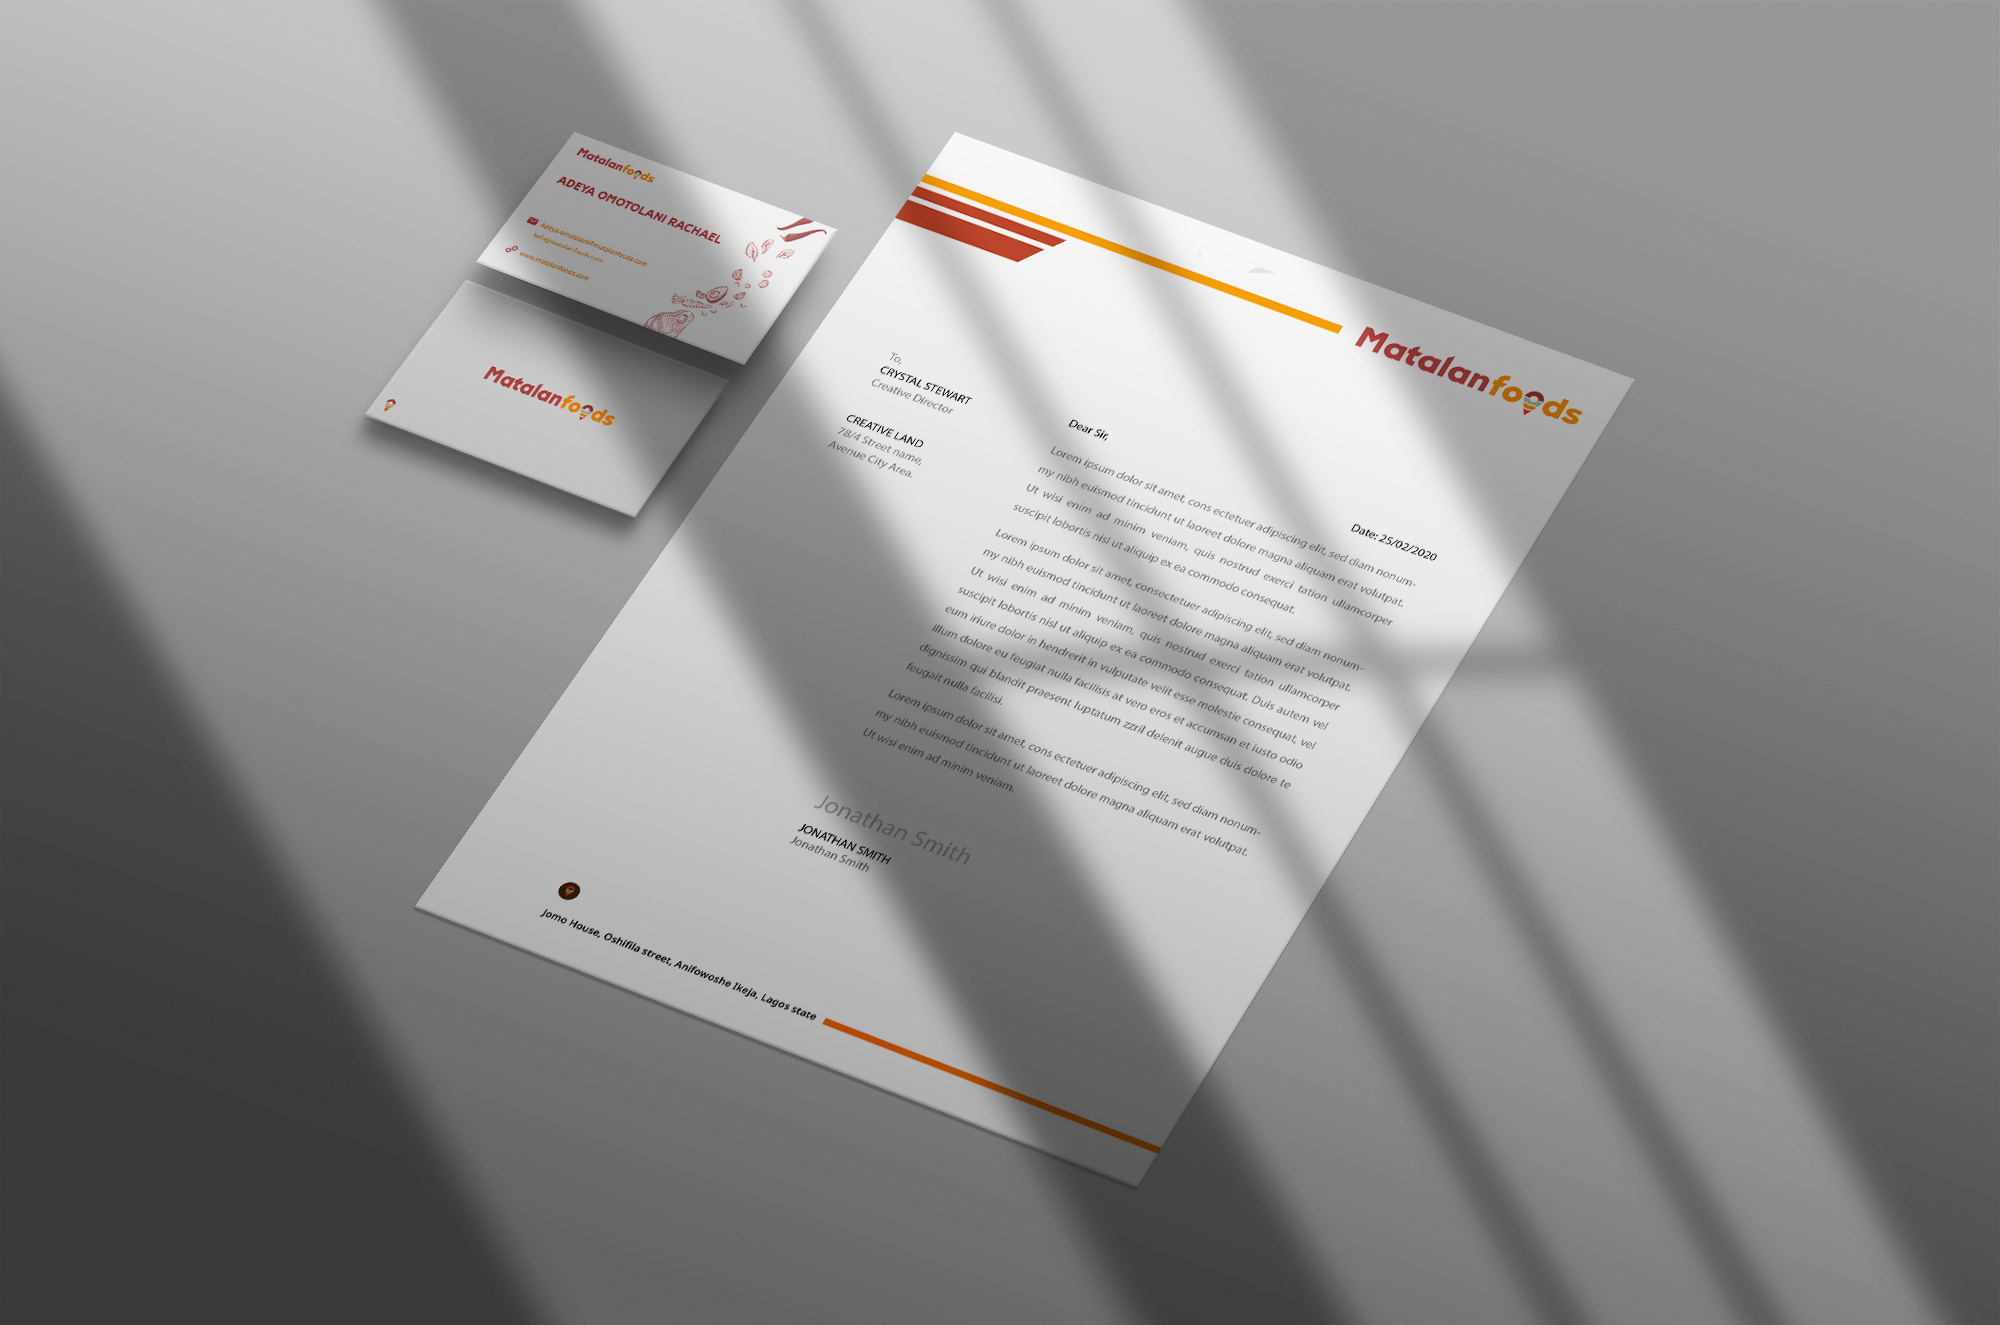 Matalanfoods
ADEYA OMOTOLANI RACHAEL
Adeya.omotolani@matalanfoods.com
Info@matalanfoods.com
www.matalanfoods.com
Matalanfoods
Matalanfoods
To,
CRYSTAL STEWART
Creative Director
CREATIVE LAND
78/4 Street name,
Avenue City Area.
Date: 25/02/2020
Dear Sir,
Lorem ipsum dolor sit amet, cons ectetuer adipiscing elit, sed diam nonum-
my nibh euismod tincidunt ut laoreet dolore magna aliquam erat volutpat.
Ut wisi enim ad minim veniam, quis nostrud exerci tation ullamcorper
suscipit lobortis nisl ut aliquip ex ea commodo consequat.
Lorem ipsum dolor sit amet, consectetuer adipiscing elit, sed diam nonum-
my nibh euismod tincidunt ut laoreet dolore magna aliquam erat volutpat.
Ut wisi enim ad minim veniam, quis nostrud exerci tation ullamcorper
suscipit lobortis nisl ut aliquip ex ea commodo consequat. Duis autem vel
eum iriure dolor in hendrerit in vulputate velit esse molestie consequat, vel
illum dolore eu feugiat nulla facilisis at vero eros et accumsan et iusto odio
dignissim qui blandit praesent luptatum zzril delenit augue duis dolore te
feugait nulla facilisi.
Lorem ipsum dolor sit amet, cons ectetuer adipiscing elit, sed diam nonum-
my nibh euismod tincidunt ut laoreet dolore magna aliquam erat volutpat.
Ut wisi enim ad minim veniam.
Jonathan Smith
JONATHAN SMITH
Jonathan Smith
Jomo House, Oshifila street, Anifowoshe Ikeja, Lagos state